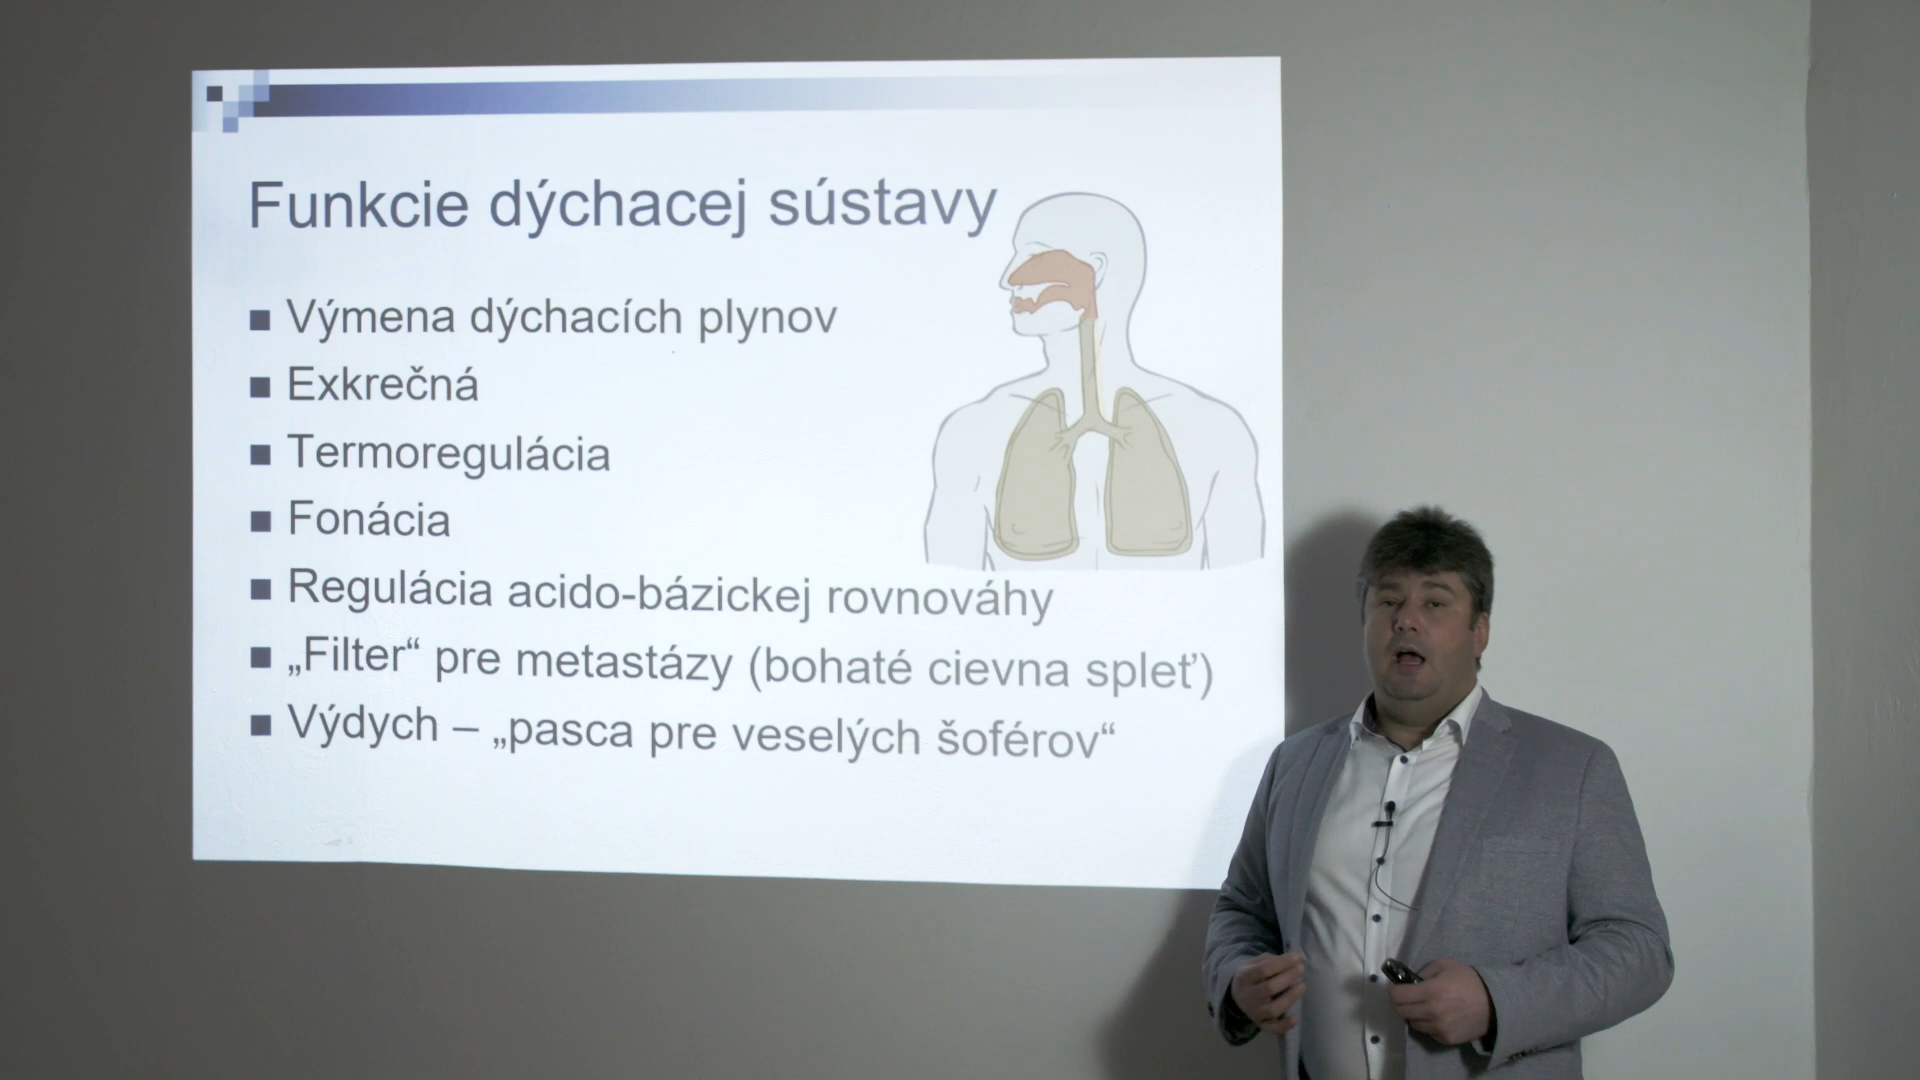 Funkcie dýchacej sústavy
Výmena dýchacích plynov
Exkrečná
Termoregulácia
Fonácia
Regulácia acido-bázickej rovnováhy
„Filter“ pre metastázy (bohaté cievna spleť)
Výdych – „pasca pre veselých šoférov“